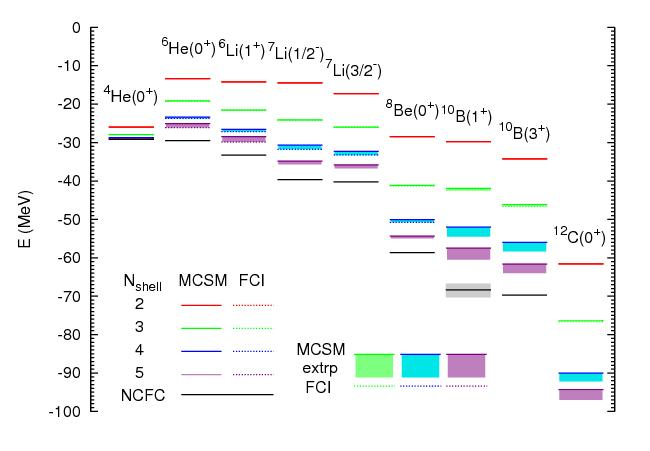 0
-10
-20
-30
-40
-50
-60
-70
-80
-90
-100
E (MeV)
⁴He(0⁺)
⁶He(0⁺) ⁶Li(1⁺) ⁷Li(1/2⁻)
⁷Li(3/2⁻)
⁸Be(0⁺) ¹⁰B(1⁺)
¹⁰B(3⁺)
¹²C(0⁺)
Nshell MCSM FCI
2
3
4
5
NCFC
MCSM
extrp
FCI